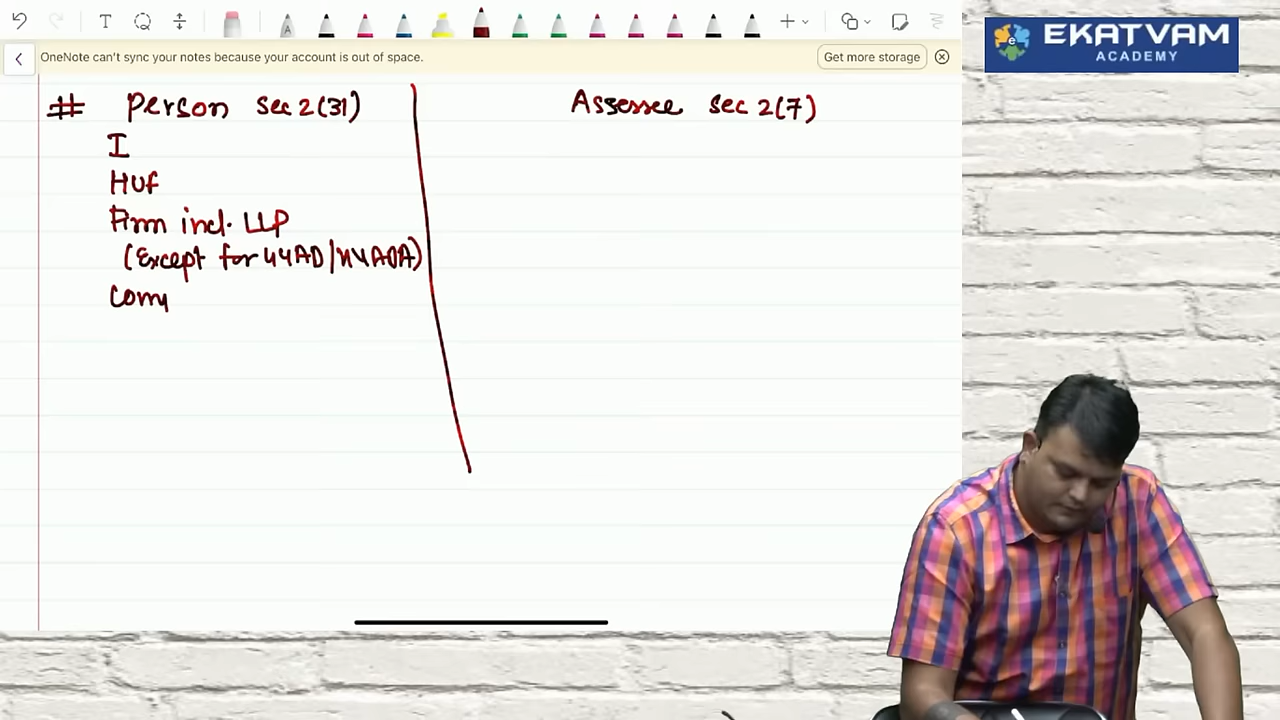 OneNote can't sync your notes because your account is out of space.
Get more storage
EKATVAM
ACADEMY
# Person sec 2(31)
I
HUF
Firm incl. LLP
(Except for 44AD/44ADA)
Com
Assessee sec 2(7)